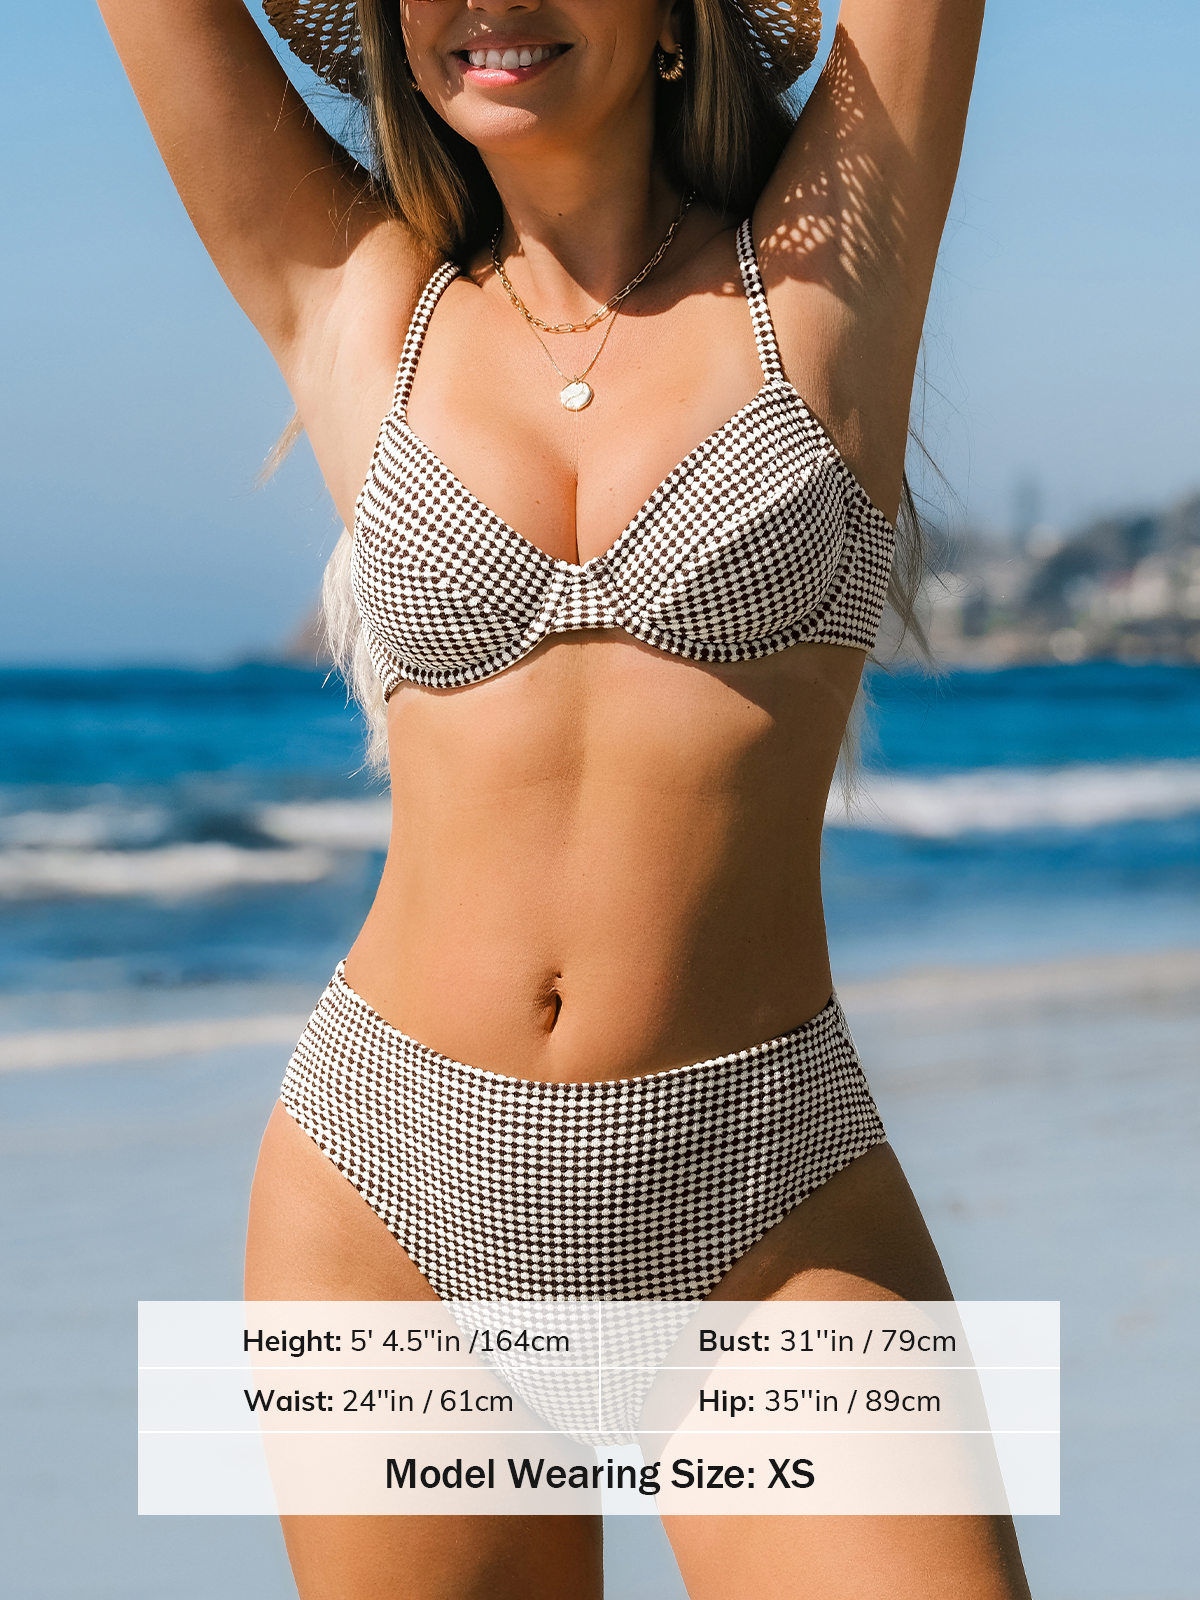 Height: 5' 4.5''in /164cm
Bust: 31''in / 79cm
Waist: 24''in / 61cm
Hip: 35''in / 89cm
Model Wearing Size: XS